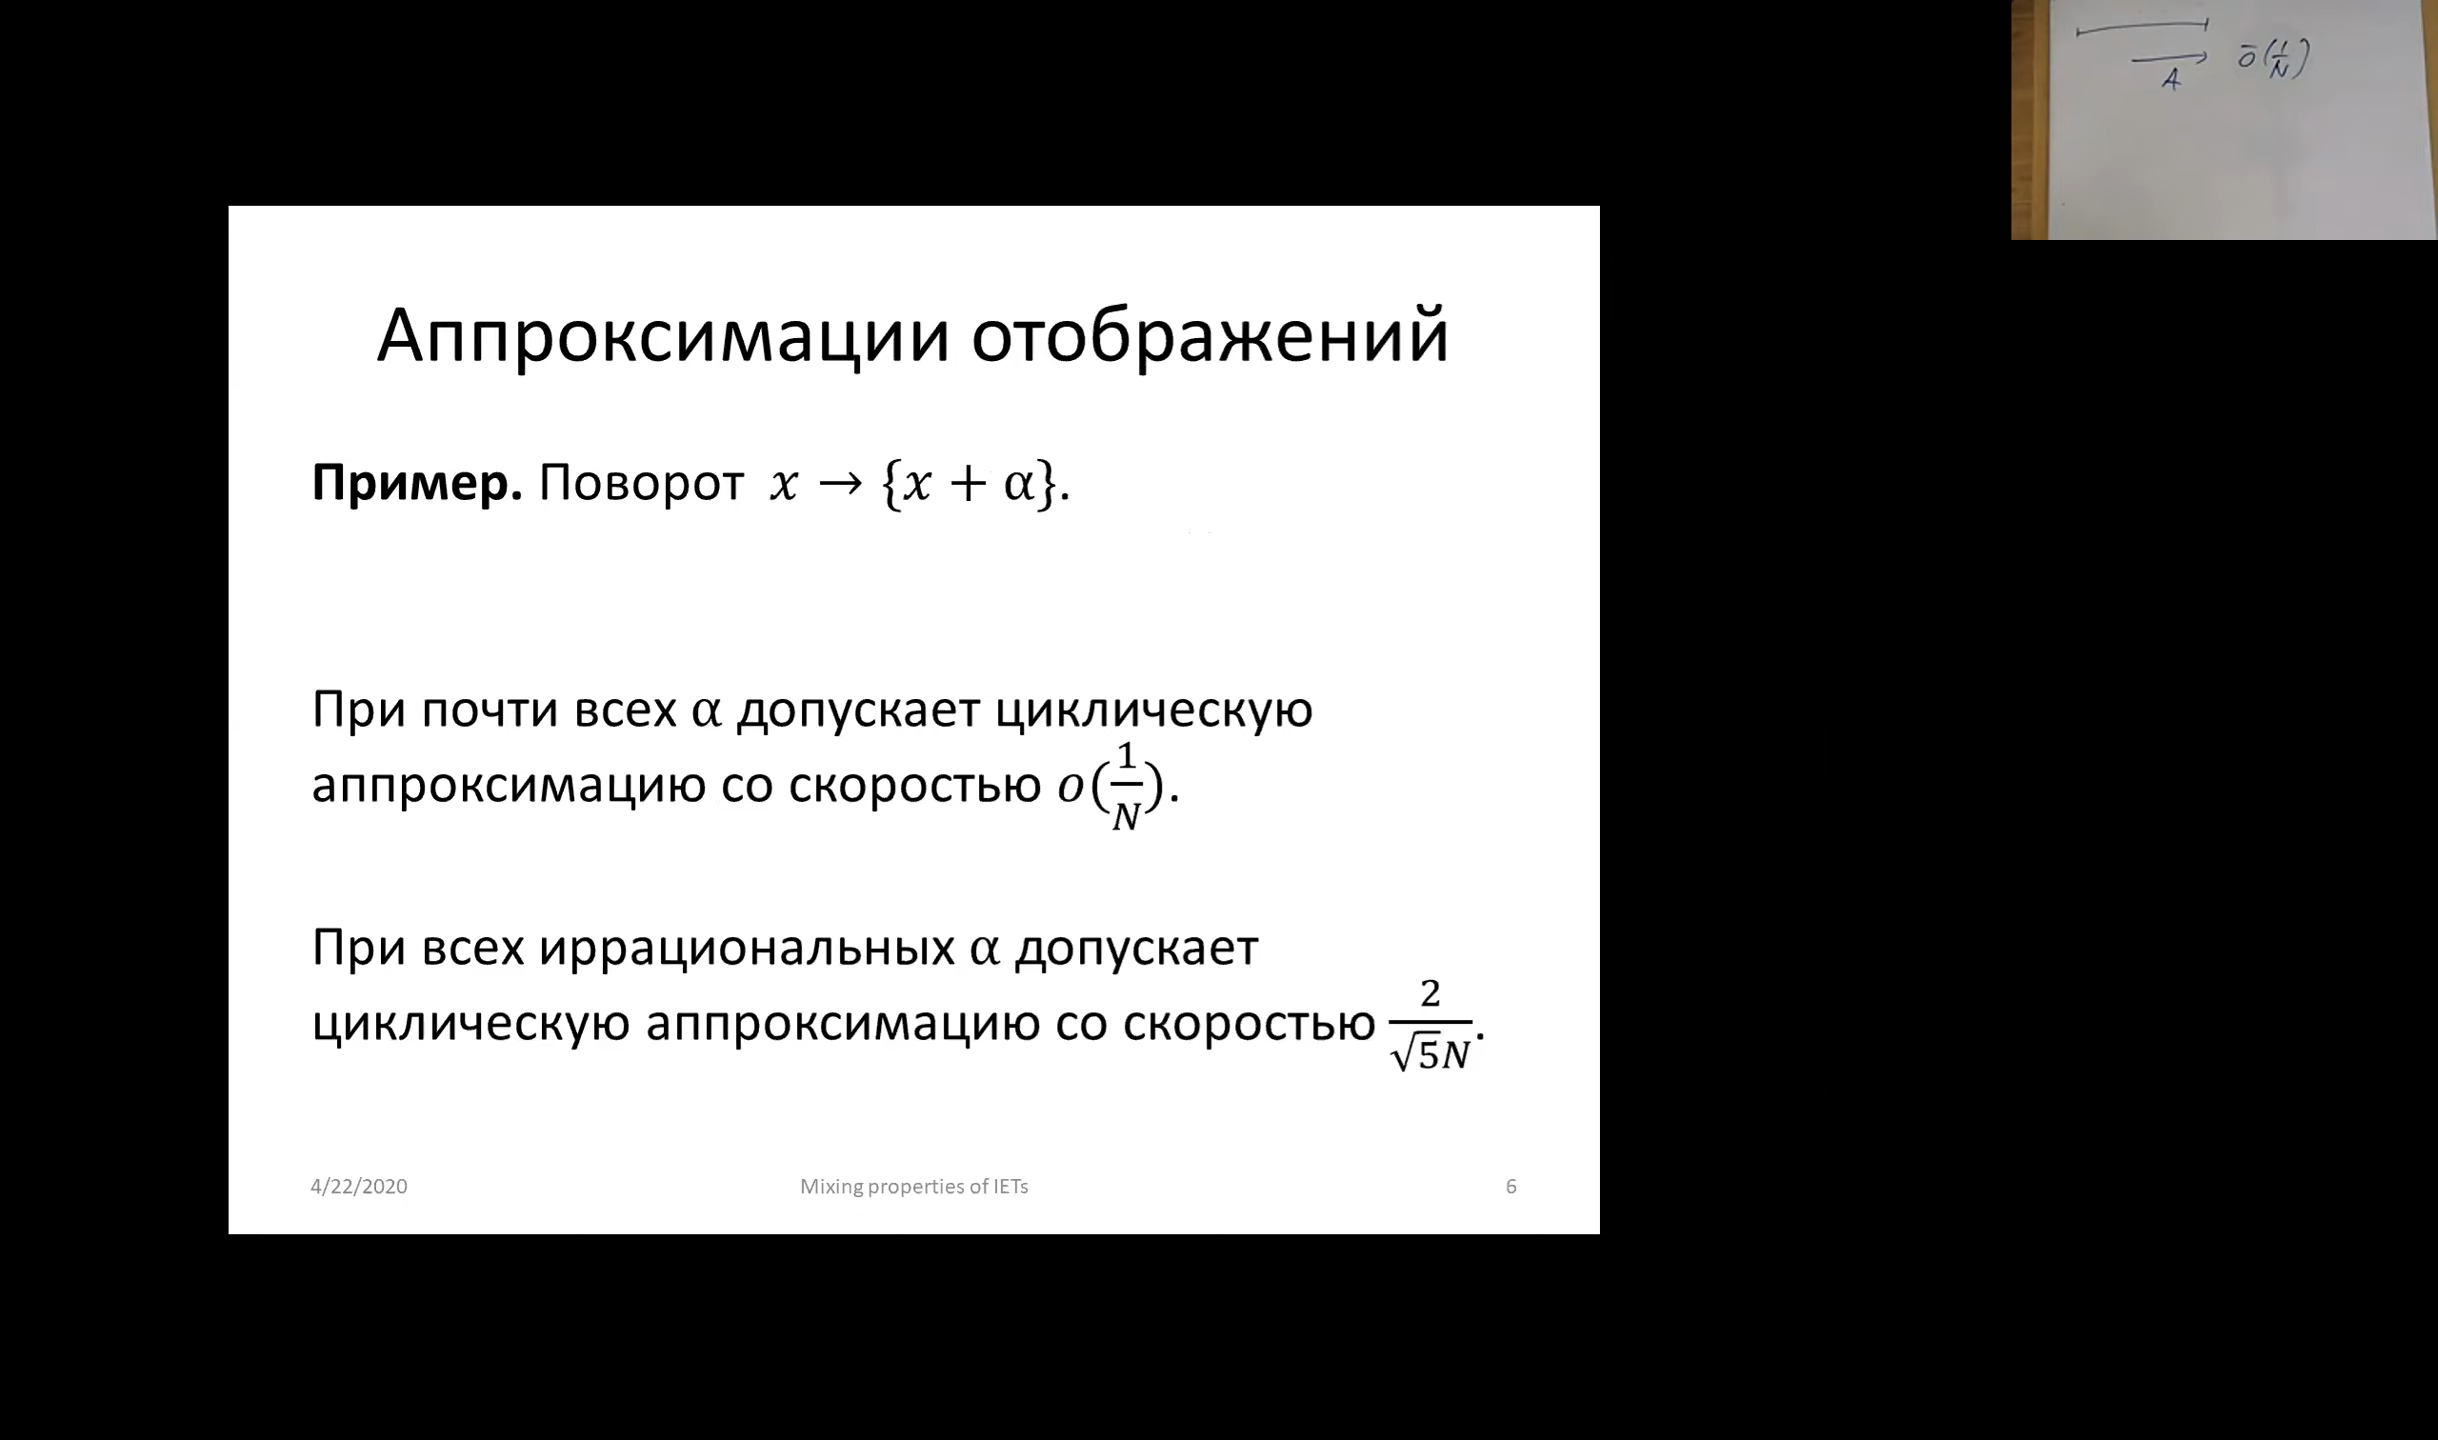 Аппроксимации отображений
Пример. Поворот x → {x + α}.
При почти всех α допускает циклическую
аппроксимацию со скоростью o(1/N).
При всех иррациональных α допускает
циклическую аппроксимацию со скоростью 2/√5N.
4/22/2020 Mixing properties of IETs 6
A ō(1/N)